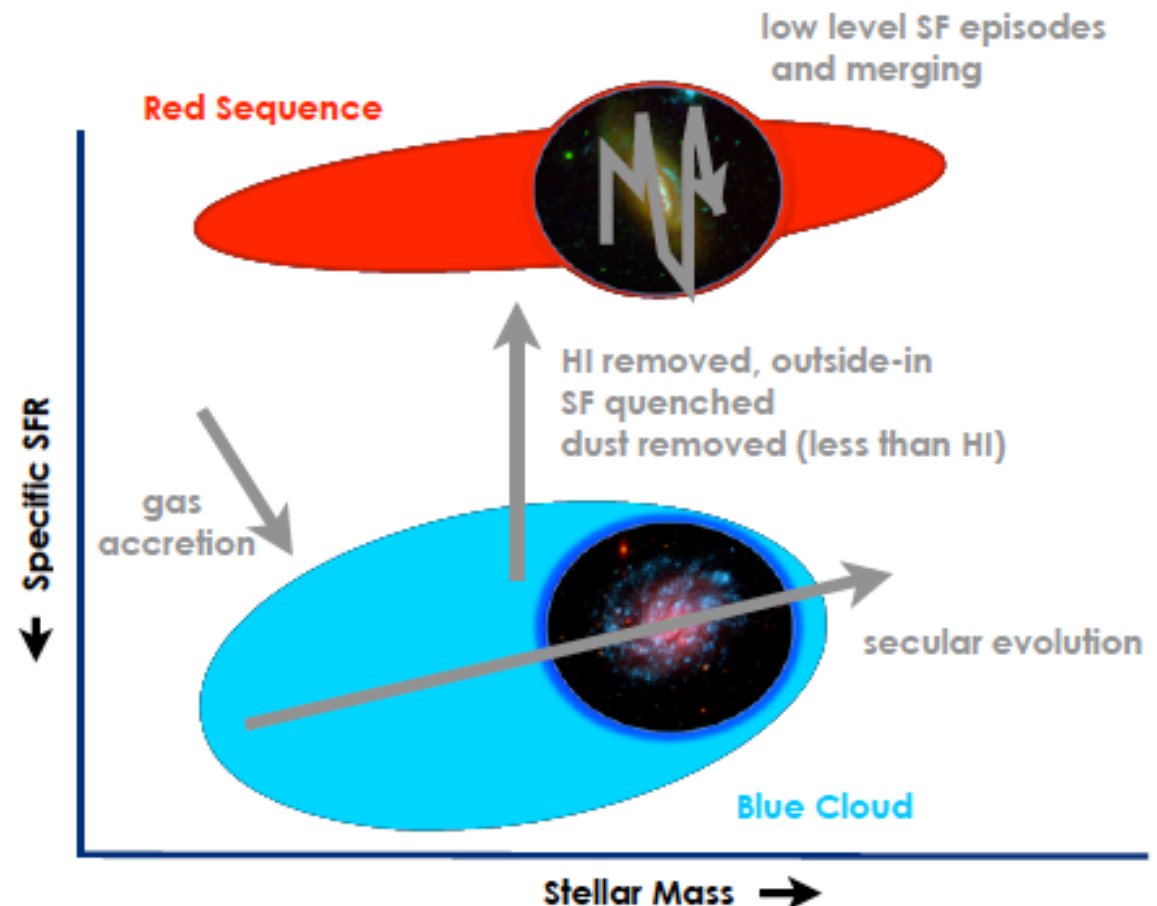 low level SF episodes
and merging
Red Sequence
HI removed, outside-in
SF quenched
dust removed (less than HI)
Specific SFR
gas
accretion
secular evolution
Blue Cloud
Stellar Mass